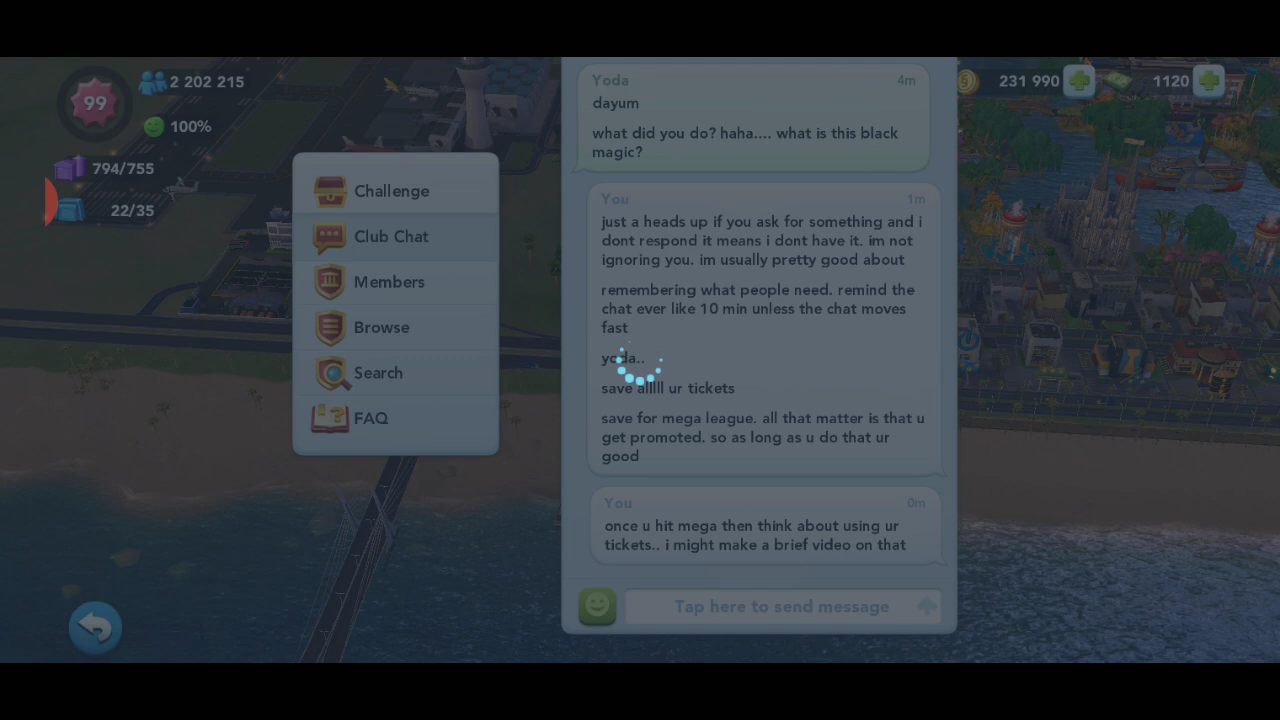 99
2 202 215
100%
794/755
22/35
231 990
1120
Challenge
Club Chat
Members
Browse
Search
FAQ
Yoda
4m
dayum
what did you do? haha.... what is this black
magic?
You
1m
just a heads up if you ask for something and i
dont respond it means i dont have it. im not
ignoring you. im usually pretty good about
remembering what people need. remind the
chat ever like 10 min unless the chat moves
fast
yoda..
save alllll ur tickets
save for mega league. all that matter is that u
get promoted. so as long as u do that ur
good
You
0m
once u hit mega then think about using ur
tickets.. i might make a brief video on that
Tap here to send message